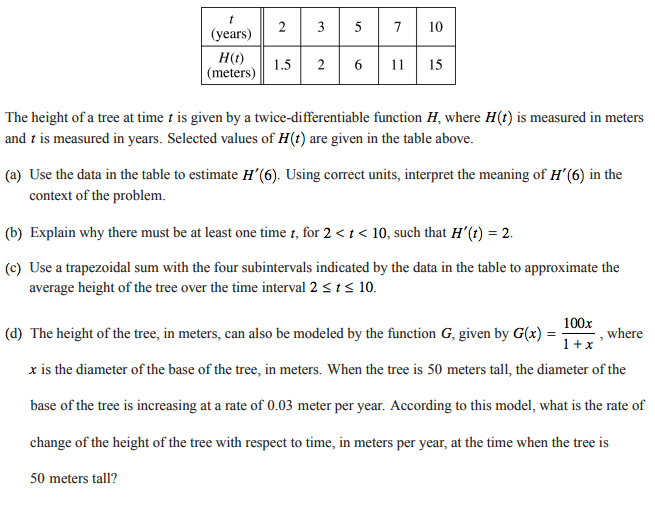 t
(years) 2 3 5 7 10
H(t)
(meters) 1.5 2 6 11 15
The height of a tree at time t is given by a twice-differentiable function H, where H(t) is measured in meters
and t is measured in years. Selected values of H(t) are given in the table above.
(a) Use the data in the table to estimate H′(6). Using correct units, interpret the meaning of H′(6) in the
context of the problem.
(b) Explain why there must be at least one time t, for 2 < t < 10, such that H′(t) = 2.
(c) Use a trapezoidal sum with the four subintervals indicated by the data in the table to approximate the
average height of the tree over the time interval 2 ≤ t ≤ 10.
(d) The height of the tree, in meters, can also be modeled by the function G, given by G(x) = 100x / 1 + x , where
x is the diameter of the base of the tree, in meters. When the tree is 50 meters tall, the diameter of the
base of the tree is increasing at a rate of 0.03 meter per year. According to this model, what is the rate of
change of the height of the tree with respect to time, in meters per year, at the time when the tree is
50 meters tall?